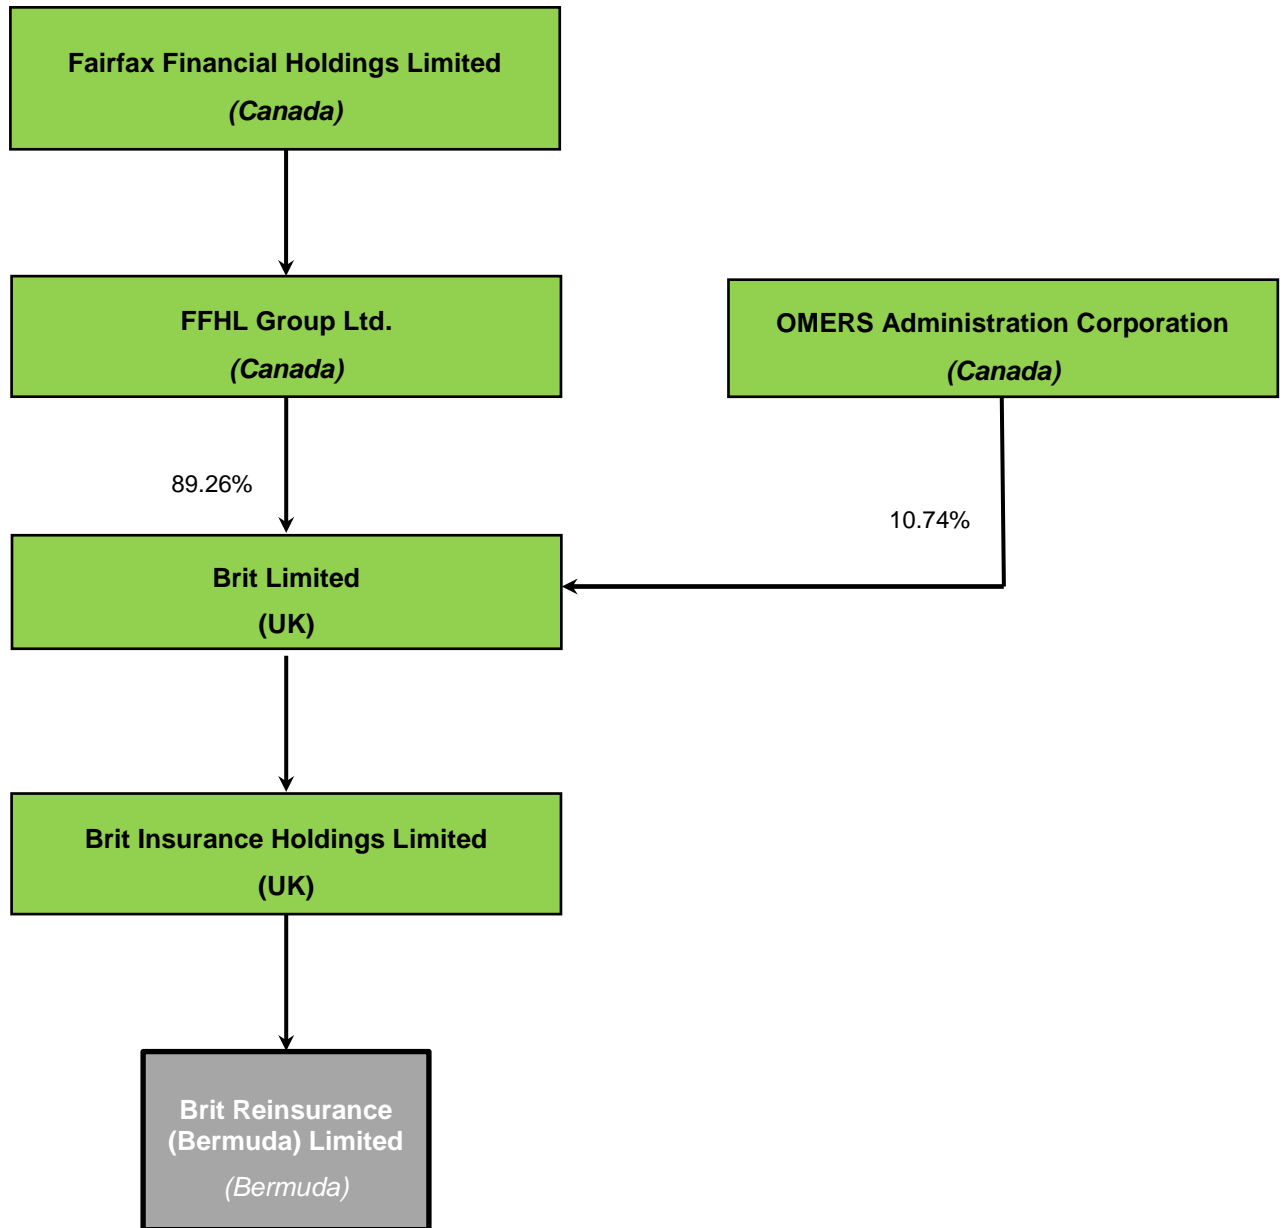 Fairfax Financial Holdings Limited
(Canada)
FFHL Group Ltd.
(Canada)
OMERS Administration Corporation
(Canada)
89.26%
10.74%
Brit Limited
(UK)
Brit Insurance Holdings Limited
(UK)
Brit Reinsurance
(Bermuda) Limited
(Bermuda)